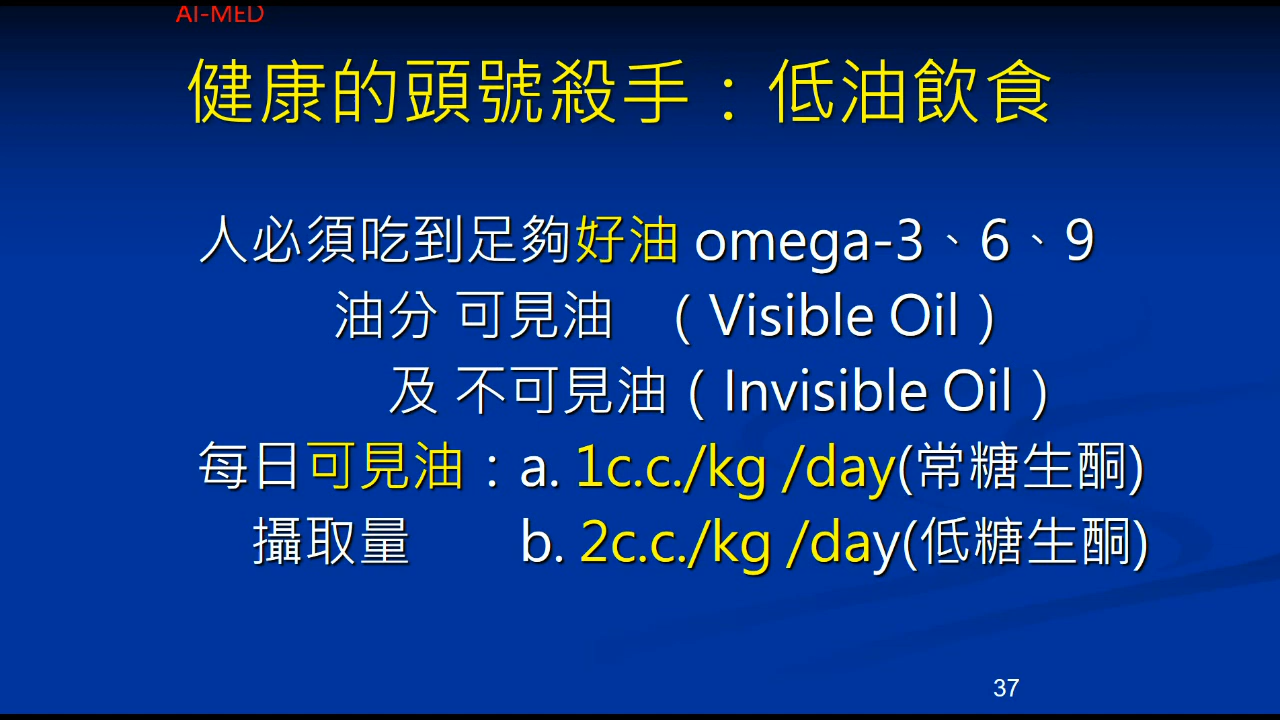 AI-MED
健康的頭號殺手：低油飲食
人必須吃到足夠好油 omega-3、6、9
油分 可見油 （Visible Oil）
及 不可見油（Invisible Oil）
每日可見油：a. 1c.c./kg /day(常糖生酮)
攝取量 b. 2c.c./kg /day(低糖生酮)
37